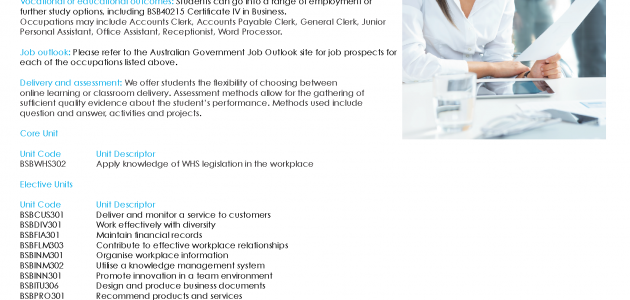 Vocational or educational outcomes: Students can go into a range of employment or
further study options, including BSB40215 Certificate IV in Business.
Occupations may include Accounts Clerk, Accounts Payable Clerk, General Clerk, Junior
Personal Assistant, Office Assistant, Receptionist, Word Processor.
Job outlook: Please refer to the Australian Government Job Outlook site for job prospects for
each of the occupations listed above.
Delivery and assessment: We offer students the flexibility of choosing between
online learning or classroom delivery. Assessment methods allow for the gathering of
sufficient quality evidence about the student's performance. Methods used include
question and answer, activities and projects.
Core Unit
Unit Code Unit Descriptor
BSBWHS302 Apply knowledge of WHS legislation in the workplace
Elective Units
Unit Code Unit Descriptor
BSBCUS301 Deliver and monitor a service to customers
BSBDIV301 Work effectively with diversity
BSBFIA301 Maintain financial records
BSBFLM303 Contribute to effective workplace relationships
BSBINM301 Organise workplace information
BSBINM302 Utilise a knowledge management system
BSBINN301 Promote innovation in a team environment
BSBITU306 Design and produce business documents
BSBPRO301 Recommend products and services